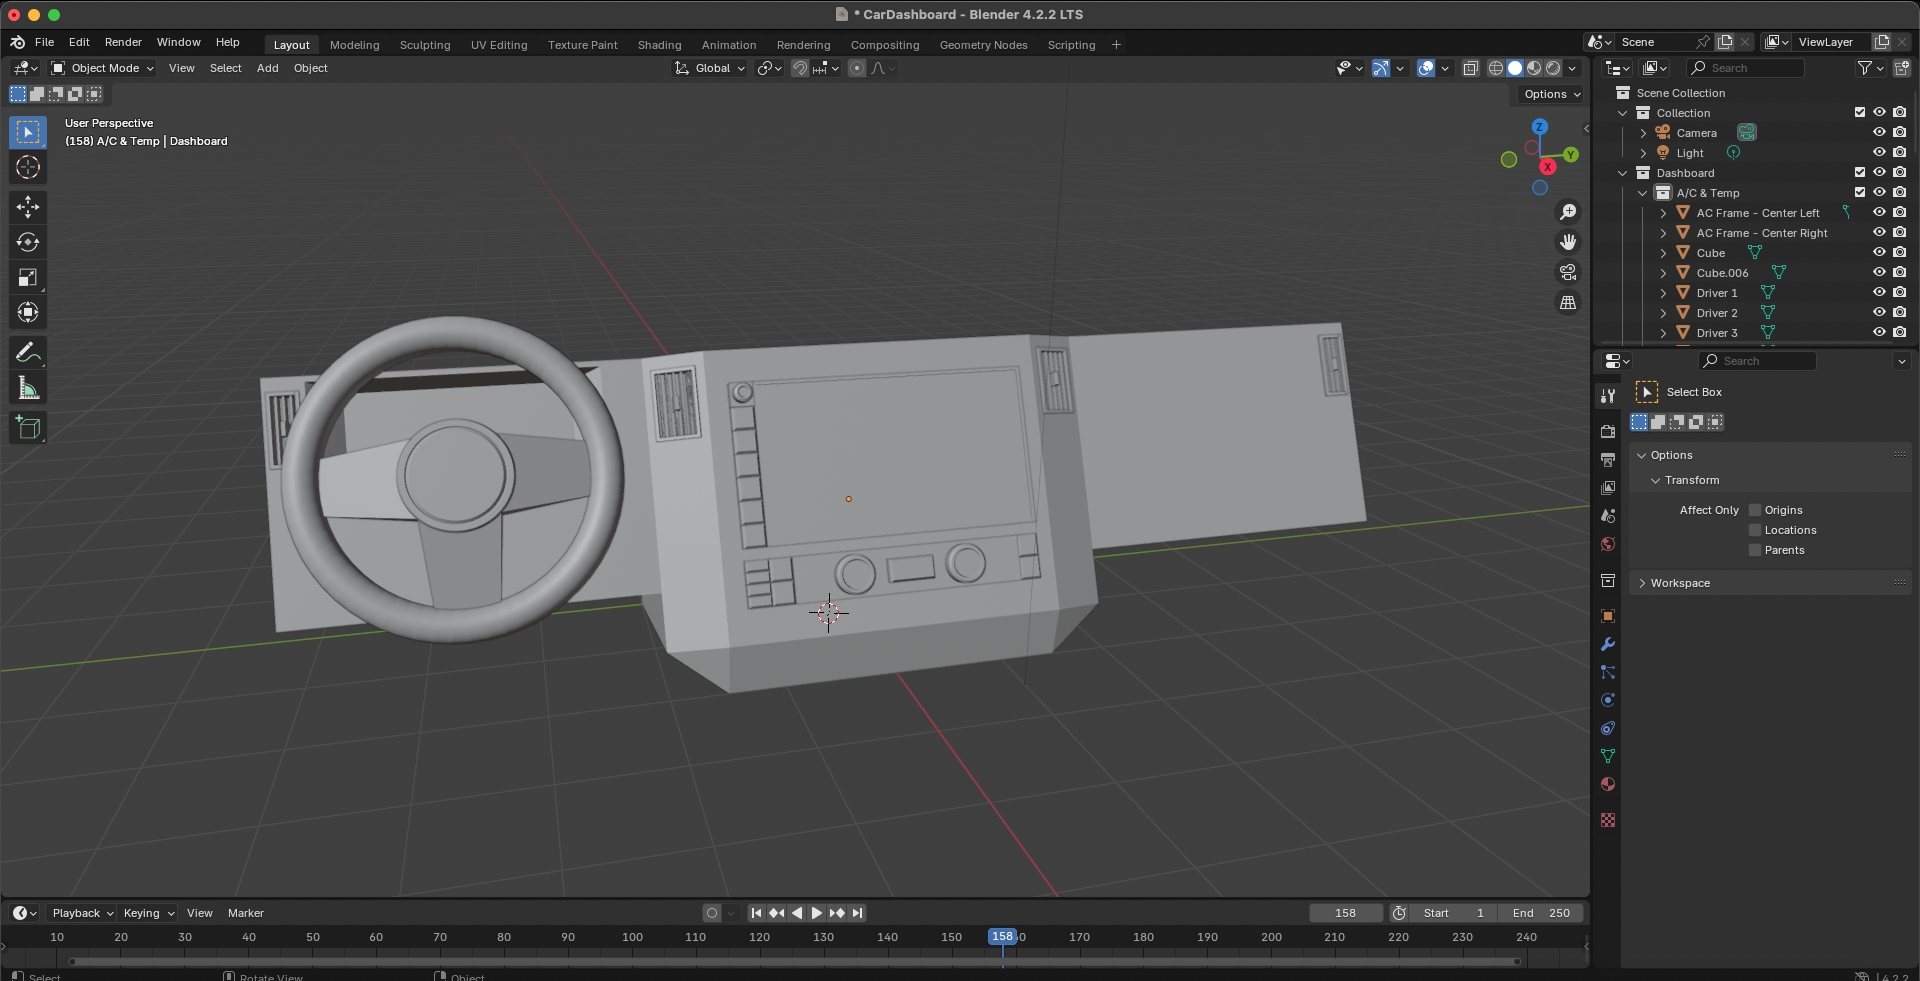 * CarDashboard - Blender 4.2.2 LTS
File Edit Render Window Help Layout Modeling Sculpting UV Editing Texture Paint Shading Animation Rendering Compositing Geometry Nodes Scripting + Scene ViewLayer
Object Mode View Select Add Object Global Search
Options
User Perspective
(158) A/C & Temp | Dashboard
Z
Y
X
Scene Collection
Collection
Camera
Light
Dashboard
A/C & Temp
AC Frame - Center Left
AC Frame - Center Right
Cube
Cube.006
Driver 1
Driver 2
Driver 3
Search
Select Box
Options
Transform
Affect Only Origins
Locations
Parents
Workspace
Playback Keying View Marker 158 Start 1 End 250
10 20 30 40 50 60 70 80 90 100 110 120 130 140 150 158 170 180 190 200 210 220 230 240
Select Rotate View Object 4.2.2